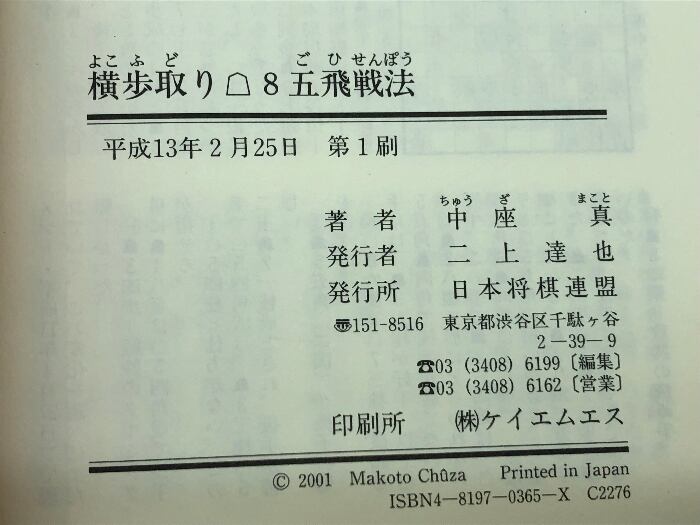 よこ ふ ど ご ひ せんぽう
横歩取り☖8五飛戦法
平成13年2月25日 第1刷
ちゅう ざ まこと
著者 中座 真
発行者 二上達也
発行所 日本将棋連盟
〠151-8516 東京都渋谷区千駄ヶ谷
2―39―9
☎03 (3408) 6199〔編集〕
☎03 (3408) 6162〔営業〕
印刷所 ㈱ケイエムエス
© 2001 Makoto Chûza Printed in Japan
ISBN4―8197―0365―X C2276